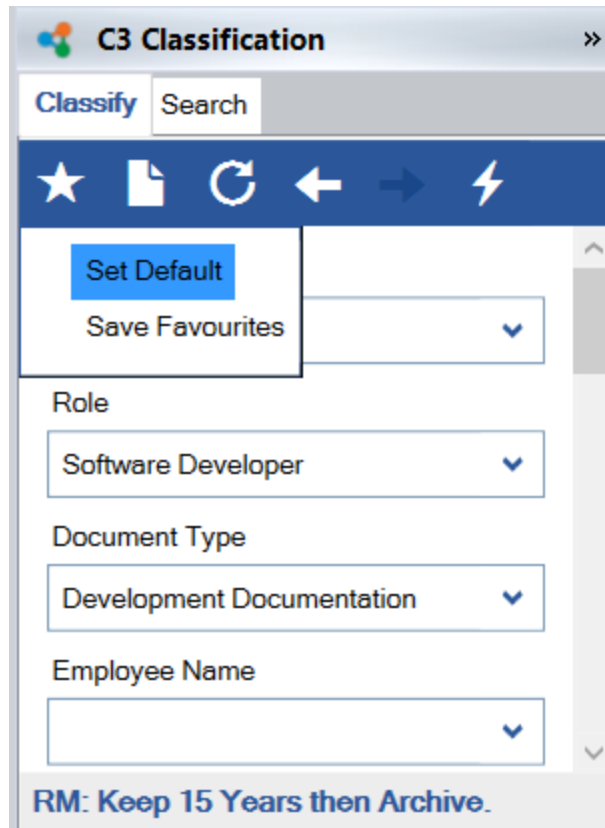 C3 Classification
Classify Search
Set Default
Save Favourites
Role
Software Developer
Document Type
Development Documentation
Employee Name
RM: Keep 15 Years then Archive.